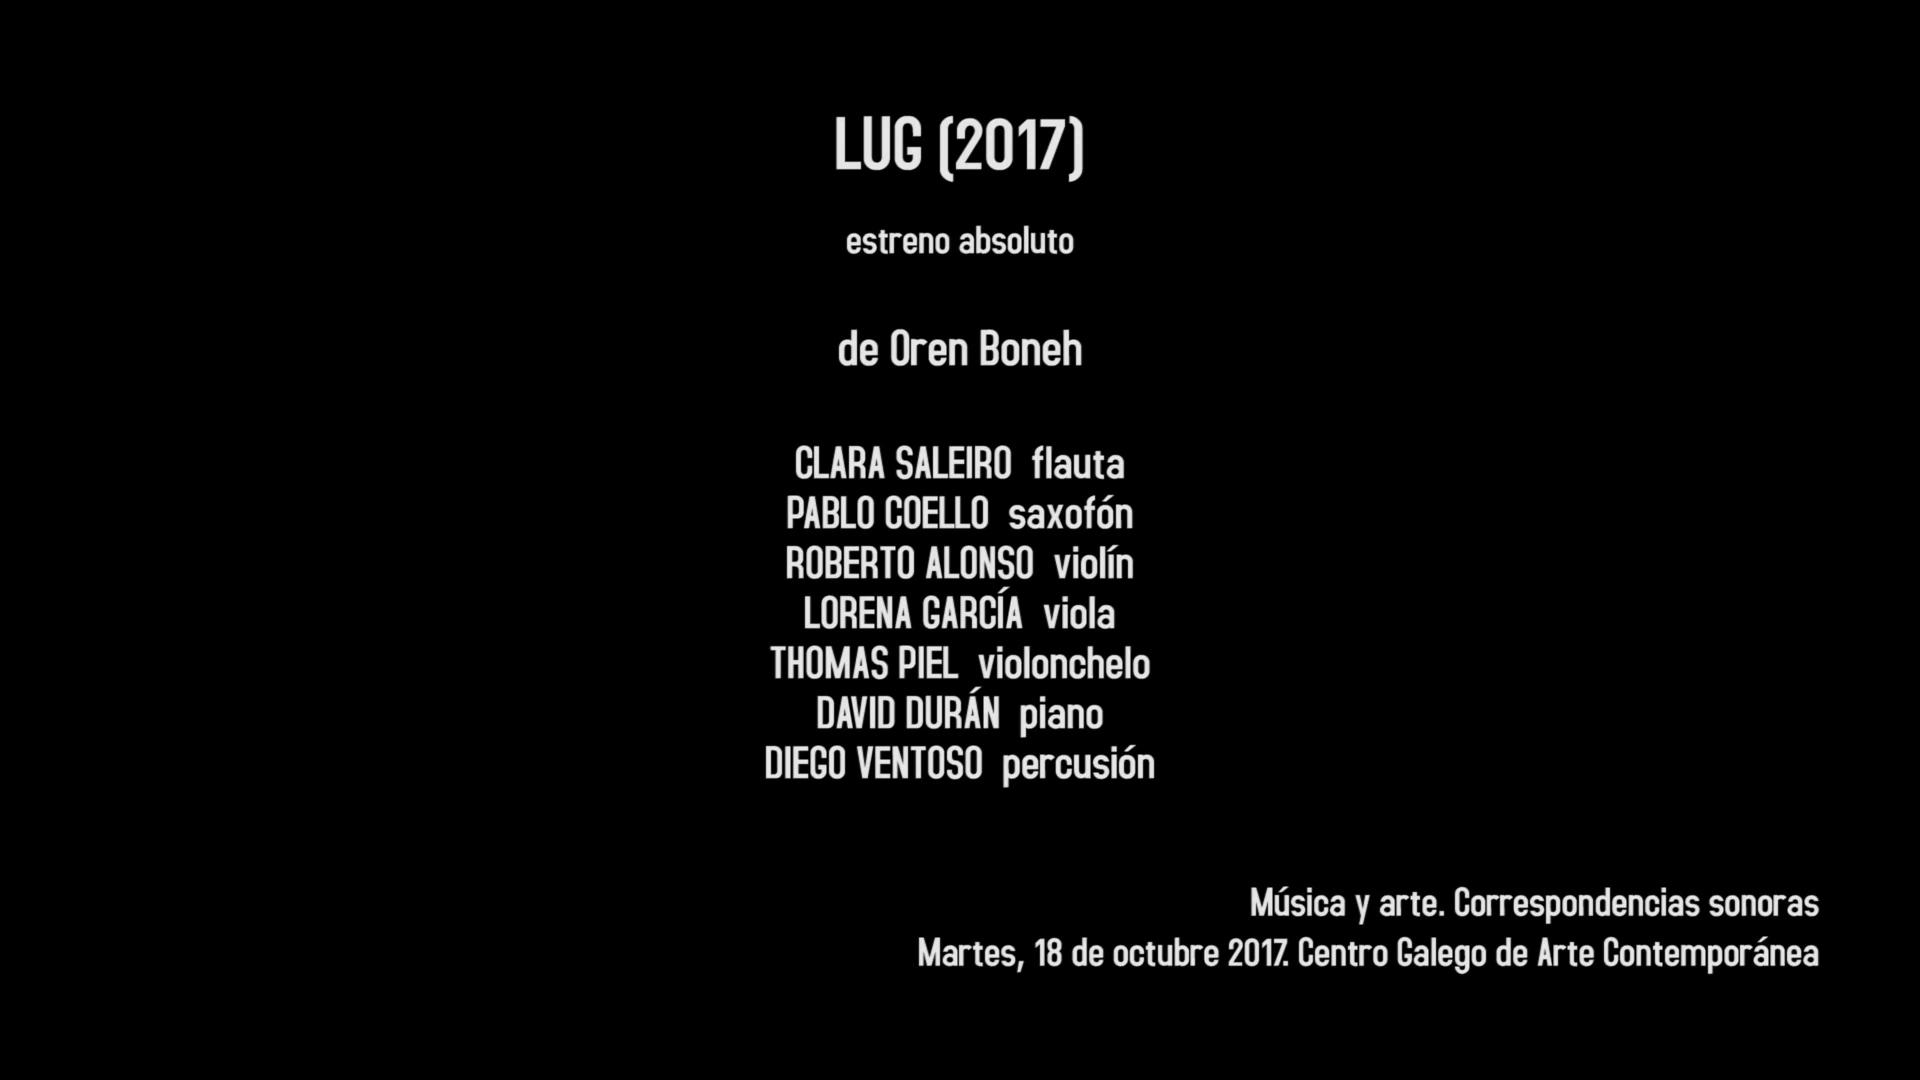 LUG (2017)
estreno absoluto
de Oren Boneh
CLARA SALEIRO flauta
PABLO COELLO saxofón
ROBERTO ALONSO violín
LORENA GARCÍA viola
THOMAS PIEL violonchelo
DAVID DURÁN piano
DIEGO VENTOSO percusión
Música y arte. Correspondencias sonoras
Martes, 18 de octubre 2017. Centro Galego de Arte Contemporánea